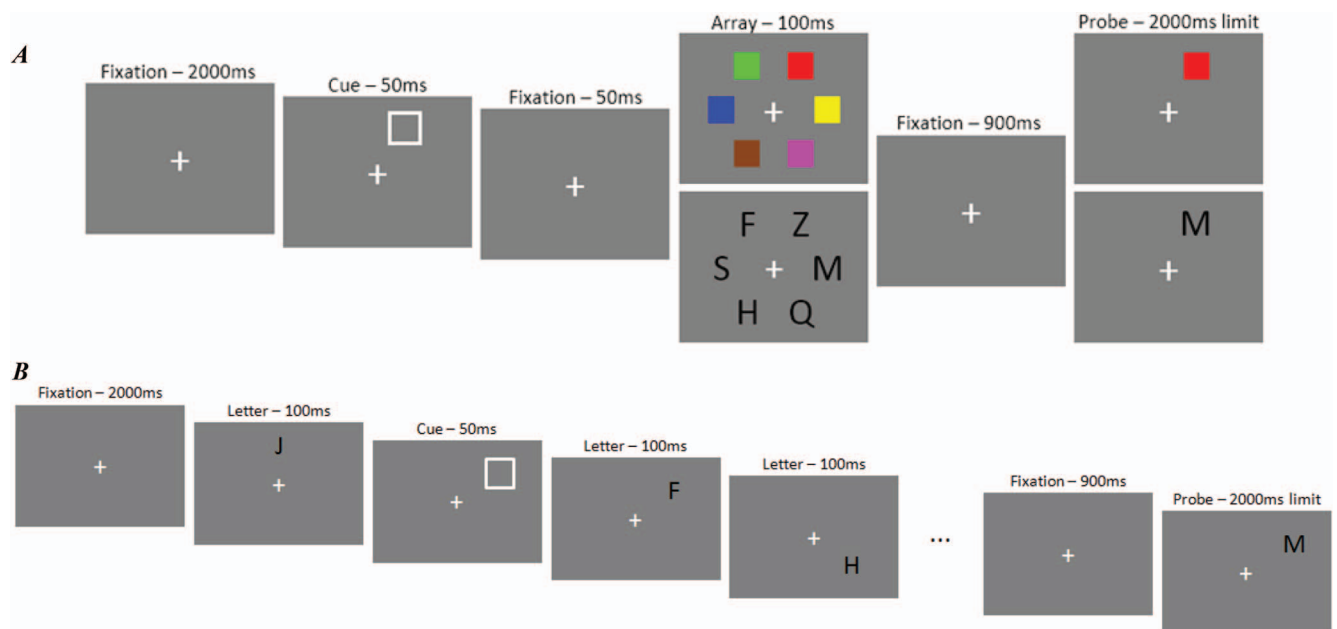 A
Fixation – 2000ms
Cue – 50ms
Fixation – 50ms
Array – 100ms
F Z
S M
H Q
Fixation – 900ms
Probe – 2000ms limit
M
B
Fixation – 2000ms
Letter – 100ms
J
Cue – 50ms
Letter – 100ms
F
Letter – 100ms
H
...
Fixation – 900ms
Probe – 2000ms limit
M